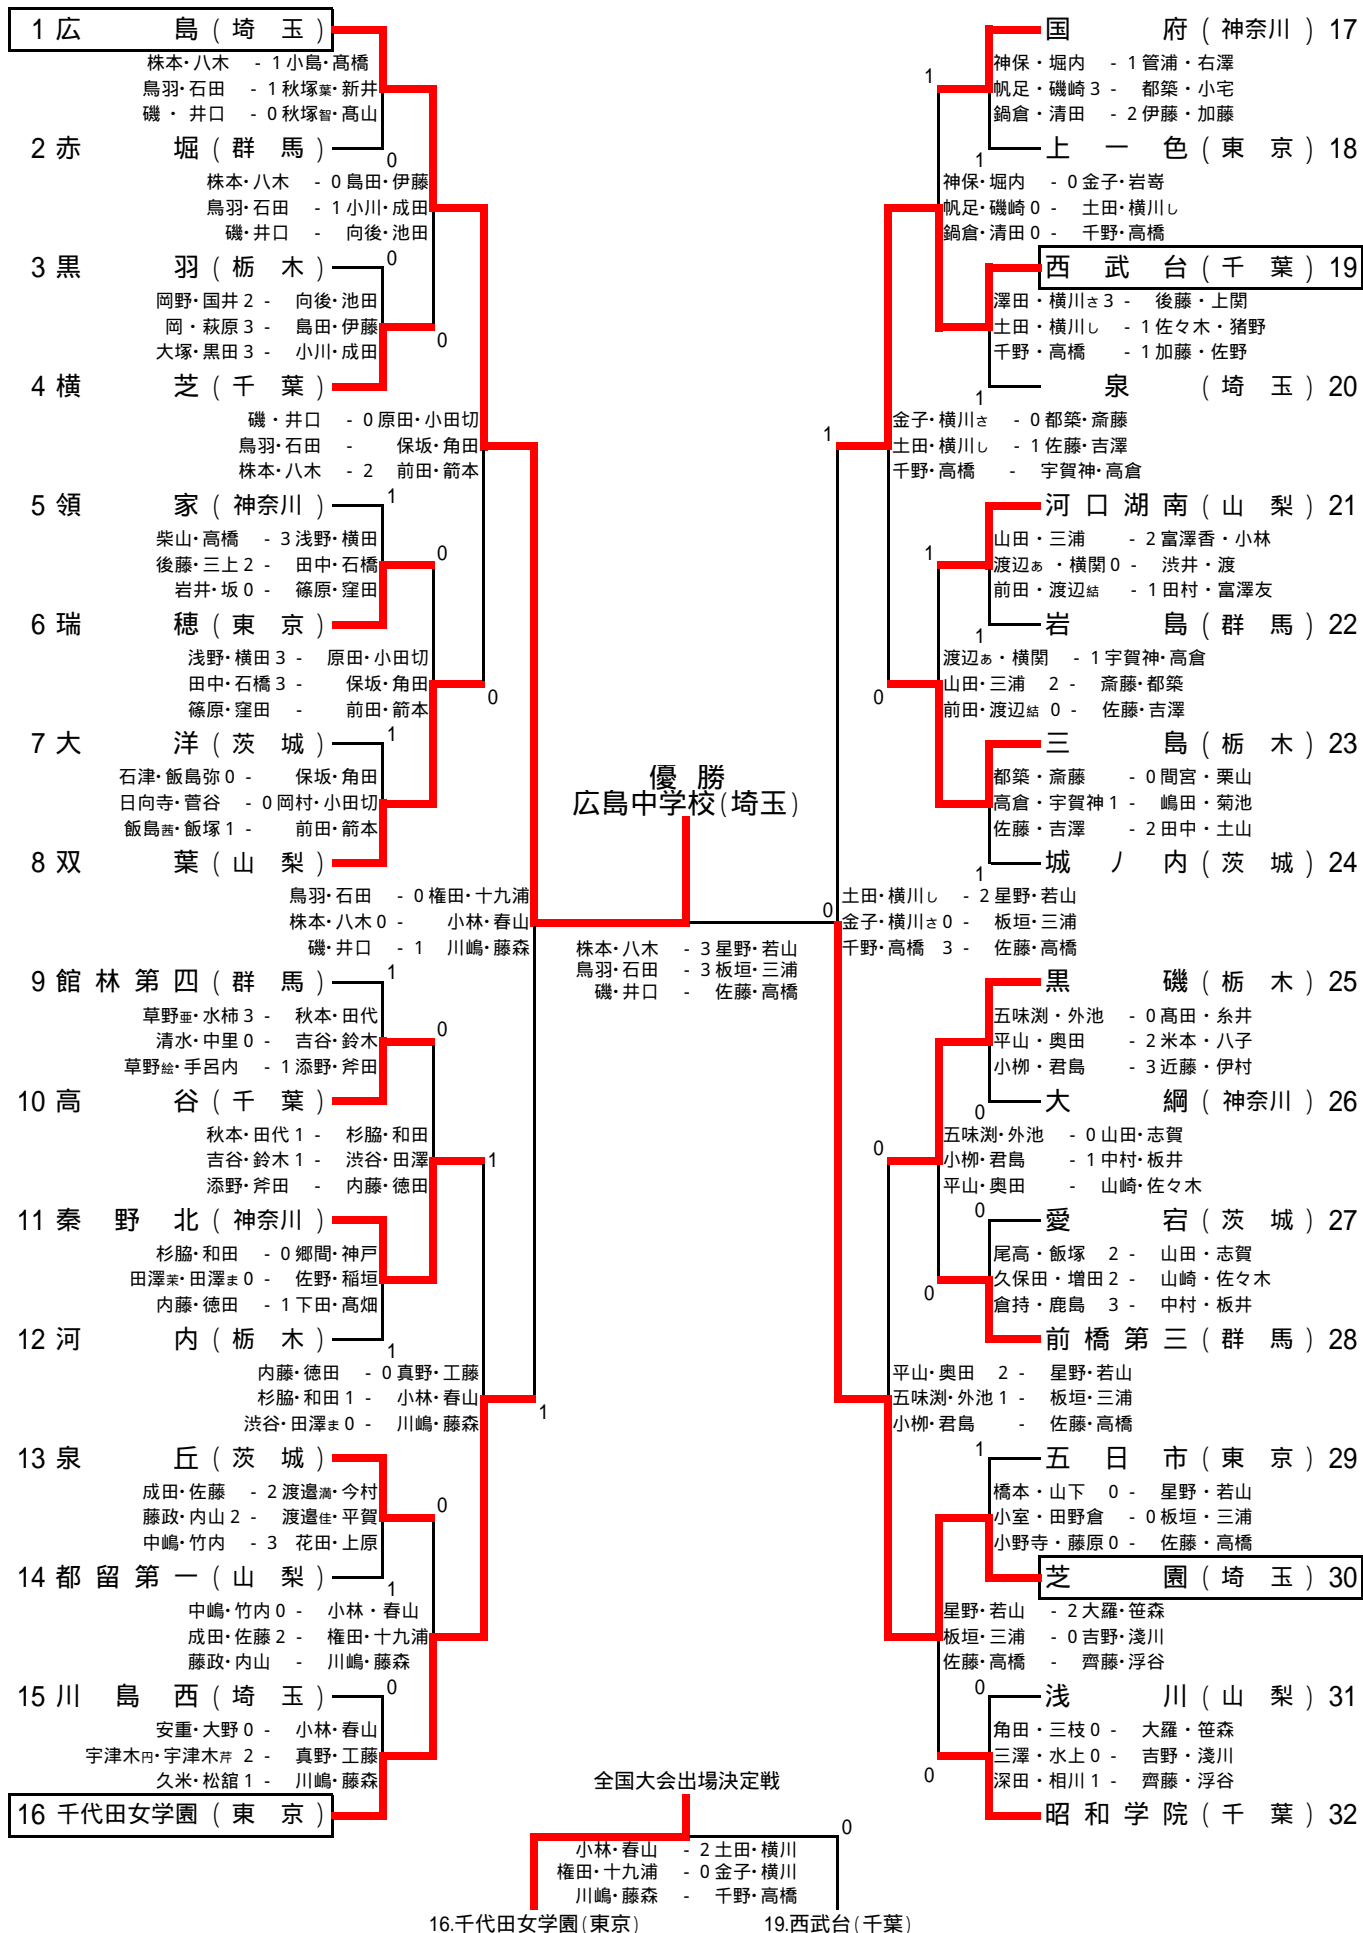 1 広島 (埼玉)
株本・八木 - 1 小島・髙橋
鳥羽・石田 - 1 秋塚葉・新井
磯・井口 - 0 秋塚智・髙山
2 赤堀 (群馬)
0
株本・八木 - 0 島田・伊藤
鳥羽・石田 - 1 小川・成田
磯・井口 - 向後・池田
3 黒羽 (栃木)
0
岡野・国井 2 - 向後・池田
岡・萩原 3 - 島田・伊藤
大塚・黒田 3 - 小川・成田
0
4 横芝 (千葉)
磯・井口 - 0 原田・小田切
鳥羽・石田 - 保坂・角田
株本・八木 - 2 前田・箭本
5 領家 (神奈川)
1
柴山・高橋 - 3 浅野・横田
後藤・三上 2 - 田中・石橋
岩井・坂 0 - 篠原・窪田
0
6 瑞穂 (東京)
浅野・横田 3 - 原田・小田切
田中・石橋 3 - 保坂・角田
篠原・窪田 - 前田・箭本
0
7 大洋 (茨城)
1
石津・飯島弥 0 - 保坂・角田
日向寺・菅谷 - 0 岡村・小田切
飯島茜・飯塚 1 - 前田・箭本
8 双葉 (山梨)
鳥羽・石田 - 0 権田・十九浦
株本・八木 0 - 小林・春山
磯・井口 - 1 川嶋・藤森
9 館林第四 (群馬)
1
草野亜・水柿 3 - 秋本・田代
清水・中里 0 - 吉谷・鈴木
草野絵・手呂内 - 1 添野・斧田
0
10 高谷 (千葉)
秋本・田代 1 - 杉脇・和田
吉谷・鈴木 1 - 渋谷・田澤
添野・斧田 - 内藤・徳田
1
11 秦野北 (神奈川)
杉脇・和田 - 0 郷間・神戸
田澤茉・田澤ま 0 - 佐野・稲垣
内藤・徳田 - 1 下田・髙畑
12 河内 (栃木)
1
内藤・徳田 - 0 真野・工藤
杉脇・和田 1 - 小林・春山
渋谷・田澤ま 0 - 川嶋・藤森
1
13 泉丘 (茨城)
成田・佐藤 - 2 渡邉満・今村
藤政・内山 2 - 渡邉佳・平賀
中嶋・竹内 - 3 花田・上原
0
14 都留第一 (山梨)
1
中嶋・竹内 0 - 小林・春山
成田・佐藤 2 - 権田・十九浦
藤政・内山 - 川嶋・藤森
15 川島西 (埼玉)
0
安重・大野 0 - 小林・春山
宇津木円・宇津木芹 2 - 真野・工藤
久米・松舘 1 - 川嶋・藤森
16 千代田女学園 (東京)
優勝
広島中学校(埼玉)
株本・八木 - 3 星野・若山
鳥羽・石田 - 3 板垣・三浦
磯・井口 - 佐藤・高橋
0
国府 (神奈川) 17
神保・堀内 - 1 管浦・右澤
帆足・磯崎 3 - 都築・小宅
鍋倉・清田 - 2 伊藤・加藤
1
上一色 (東京) 18
1
神保・堀内 - 0 金子・岩嵜
帆足・磯崎 0 - 土田・横川し
鍋倉・清田 0 - 千野・高橋
西武台 (千葉) 19
澤田・横川さ 3 - 後藤・上関
土田・横川し - 1 佐々木・猪野
千野・高橋 - 1 加藤・佐野
泉 (埼玉) 20
1
金子・横川さ - 0 都築・斎藤
土田・横川し - 1 佐藤・吉澤
千野・高橋 - 宇賀神・高倉
1
河口湖南 (山梨) 21
山田・三浦 - 2 富澤香・小林
渡辺ぁ・横関 0 - 渋井・渡
前田・渡辺結 - 1 田村・富澤友
1
岩島 (群馬) 22
1
渡辺ぁ・横関 - 1 宇賀神・高倉
山田・三浦 2 - 斎藤・都築
前田・渡辺結 0 - 佐藤・吉澤
0
三島 (栃木) 23
都築・斎藤 - 0 間宮・栗山
高倉・宇賀神 1 - 嶋田・菊池
佐藤・吉澤 - 2 田中・土山
城ノ内 (茨城) 24
1
土田・横川し - 2 星野・若山
金子・横川さ 0 - 板垣・三浦
千野・高橋 3 - 佐藤・高橋
黒磯 (栃木) 25
五味渕・外池 - 0 髙田・糸井
平山・奥田 - 2 米本・八子
小栁・君島 - 3 近藤・伊村
大綱 (神奈川) 26
0
五味渕・外池 - 0 山田・志賀
小栁・君島 - 1 中村・板井
平山・奥田 - 山崎・佐々木
0
愛宕 (茨城) 27
0
尾高・飯塚 2 - 山田・志賀
久保田・増田 2 - 山崎・佐々木
倉持・鹿島 3 - 中村・板井
0
前橋第三 (群馬) 28
平山・奥田 2 - 星野・若山
五味渕・外池 1 - 板垣・三浦
小栁・君島 - 佐藤・高橋
五日市 (東京) 29
1
橋本・山下 0 - 星野・若山
小室・田野倉 - 0 板垣・三浦
小野寺・藤原 0 - 佐藤・高橋
芝園 (埼玉) 30
星野・若山 - 2 大羅・笹森
板垣・三浦 - 0 吉野・淺川
佐藤・高橋 - 齊藤・浮谷
浅川 (山梨) 31
0
角田・三枝 0 - 大羅・笹森
三澤・水上 0 - 吉野・淺川
深田・相川 1 - 齊藤・浮谷
0
昭和学院 (千葉) 32
全国大会出場決定戦
0
小林・春山 - 2 土田・横川
権田・十九浦 - 0 金子・横川
川嶋・藤森 - 千野・高橋
16.千代田女学園(東京)
19.西武台(千葉)